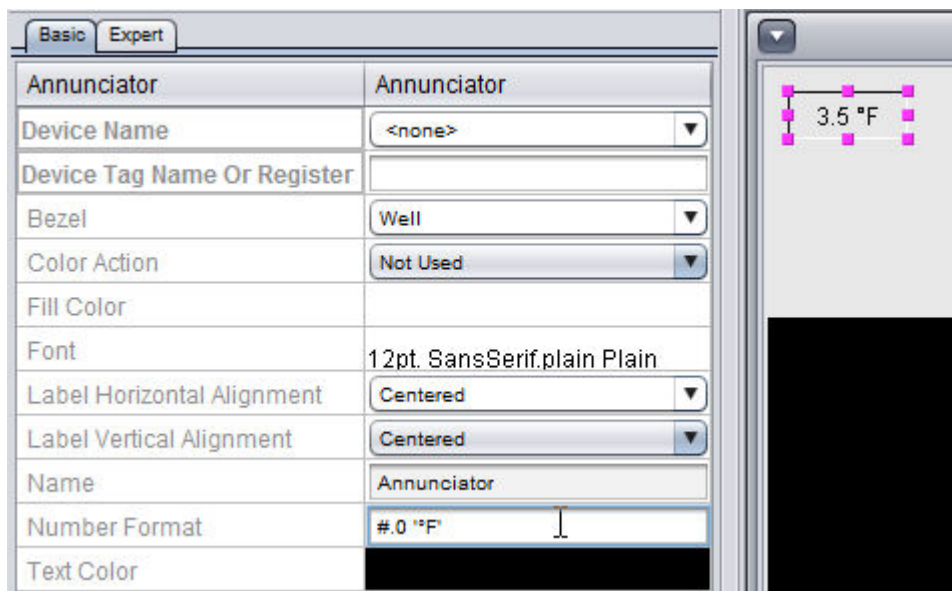 Basic Expert
Annunciator Annunciator
Device Name <none>
Device Tag Name Or Register
Bezel Well
Color Action Not Used
Fill Color
Font 12pt. SansSerif.plain Plain
Label Horizontal Alignment Centered
Label Vertical Alignment Centered
Name Annunciator
Number Format #.0 '°F'
Text Color
3.5 °F